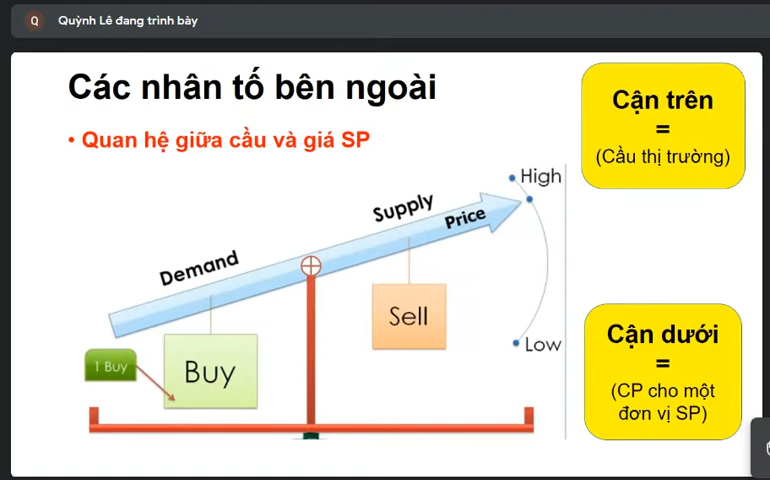 Q
Quỳnh Lê đang trình bày
Các nhân tố bên ngoài
• Quan hệ giữa cầu và giá SP
Cận trên
=
(Cầu thị trường)
High
Supply
Price
Demand
Sell
Low
1 Buy
Buy
Cận dưới
=
(CP cho một
đơn vị SP)